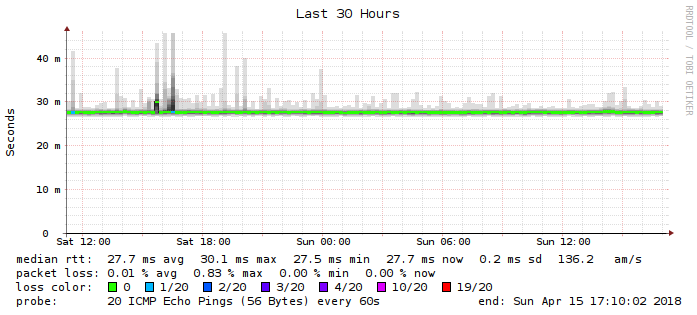 Last 30 Hours
RRDTOOL / TOBI OETIKER
Seconds
40 m
30 m
20 m
10 m
0
Sat 12:00 Sat 18:00 Sun 00:00 Sun 06:00 Sun 12:00
median rtt: 27.7 ms avg 30.1 ms max 27.5 ms min 27.7 ms now 0.2 ms sd 136.2 am/s
packet loss: 0.01 % avg 0.83 % max 0.00 % min 0.00 % now
loss color: 0 1/20 2/20 3/20 4/20 10/20 19/20
probe: 20 ICMP Echo Pings (56 Bytes) every 60s end: Sun Apr 15 17:10:02 2018